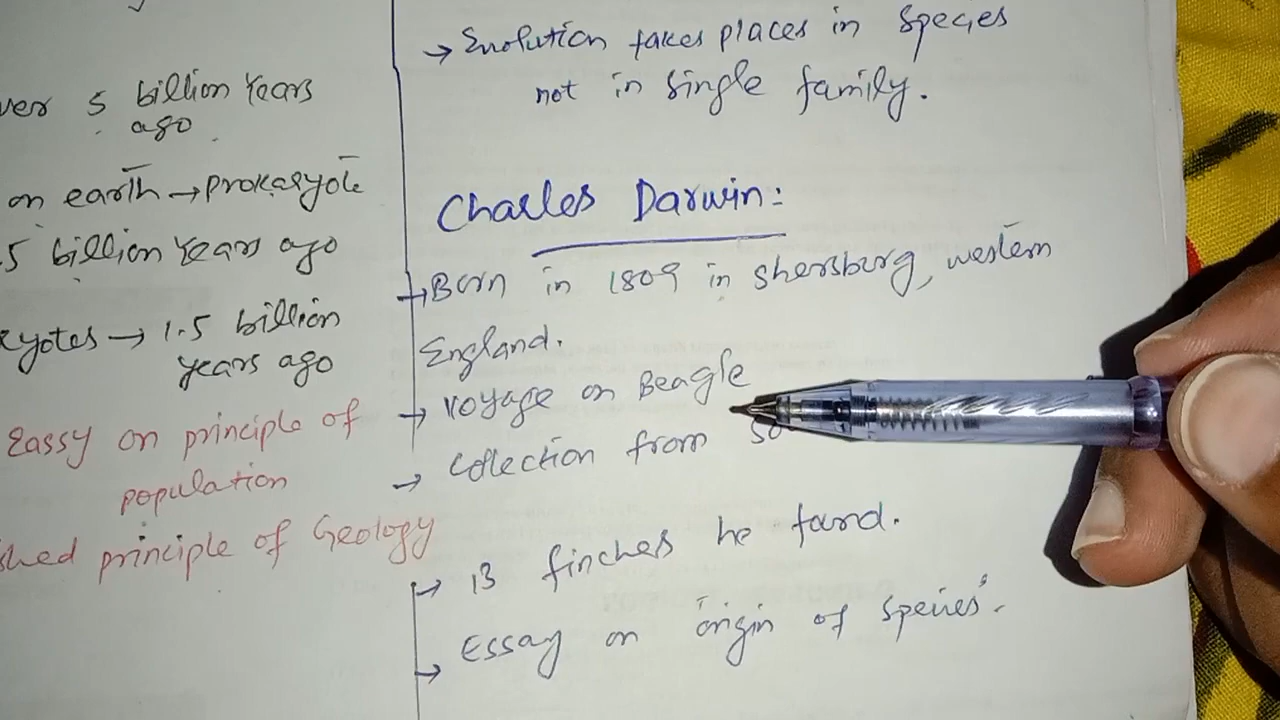 ver 5 billion Years
ago
on earth → prokaryote
.5 billion Years ago
kyotes → 1.5 billion
years ago
Eassy on principle of
population
shed principle of Geology
→ Evolution takes places in Species
not in single family.
Charles Darwin:
→ Born in 1809 in shersburg, western
England.
→ voyage on Beagle
→ collection from so
→ 13 finches he found.
→ Essay on origin of species'.